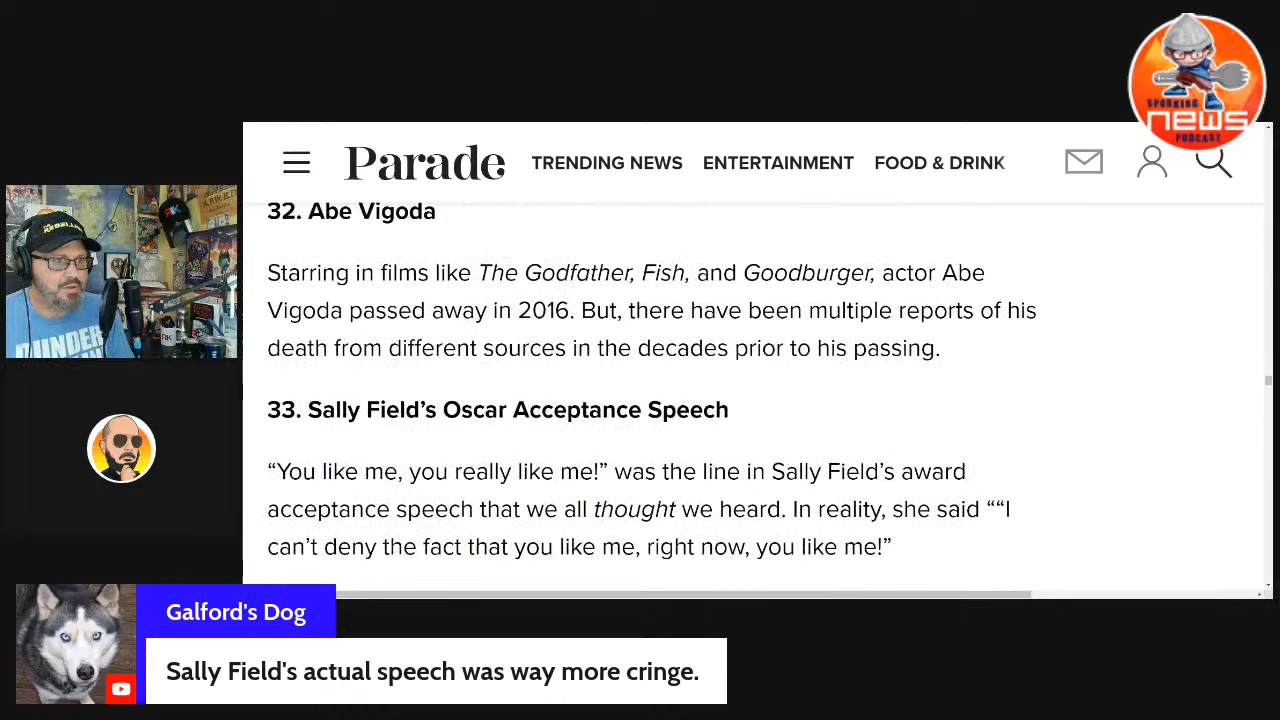 SPORKING
news
PODCAST
Parade
TRENDING NEWS
ENTERTAINMENT
FOOD & DRINK
32. Abe Vigoda
Starring in films like The Godfather, Fish, and Goodburger, actor Abe
Vigoda passed away in 2016. But, there have been multiple reports of his
death from different sources in the decades prior to his passing.
33. Sally Field’s Oscar Acceptance Speech
“You like me, you really like me!” was the line in Sally Field’s award
acceptance speech that we all thought we heard. In reality, she said ““I
can’t deny the fact that you like me, right now, you like me!”
Galford's Dog
Sally Field's actual speech was way more cringe.